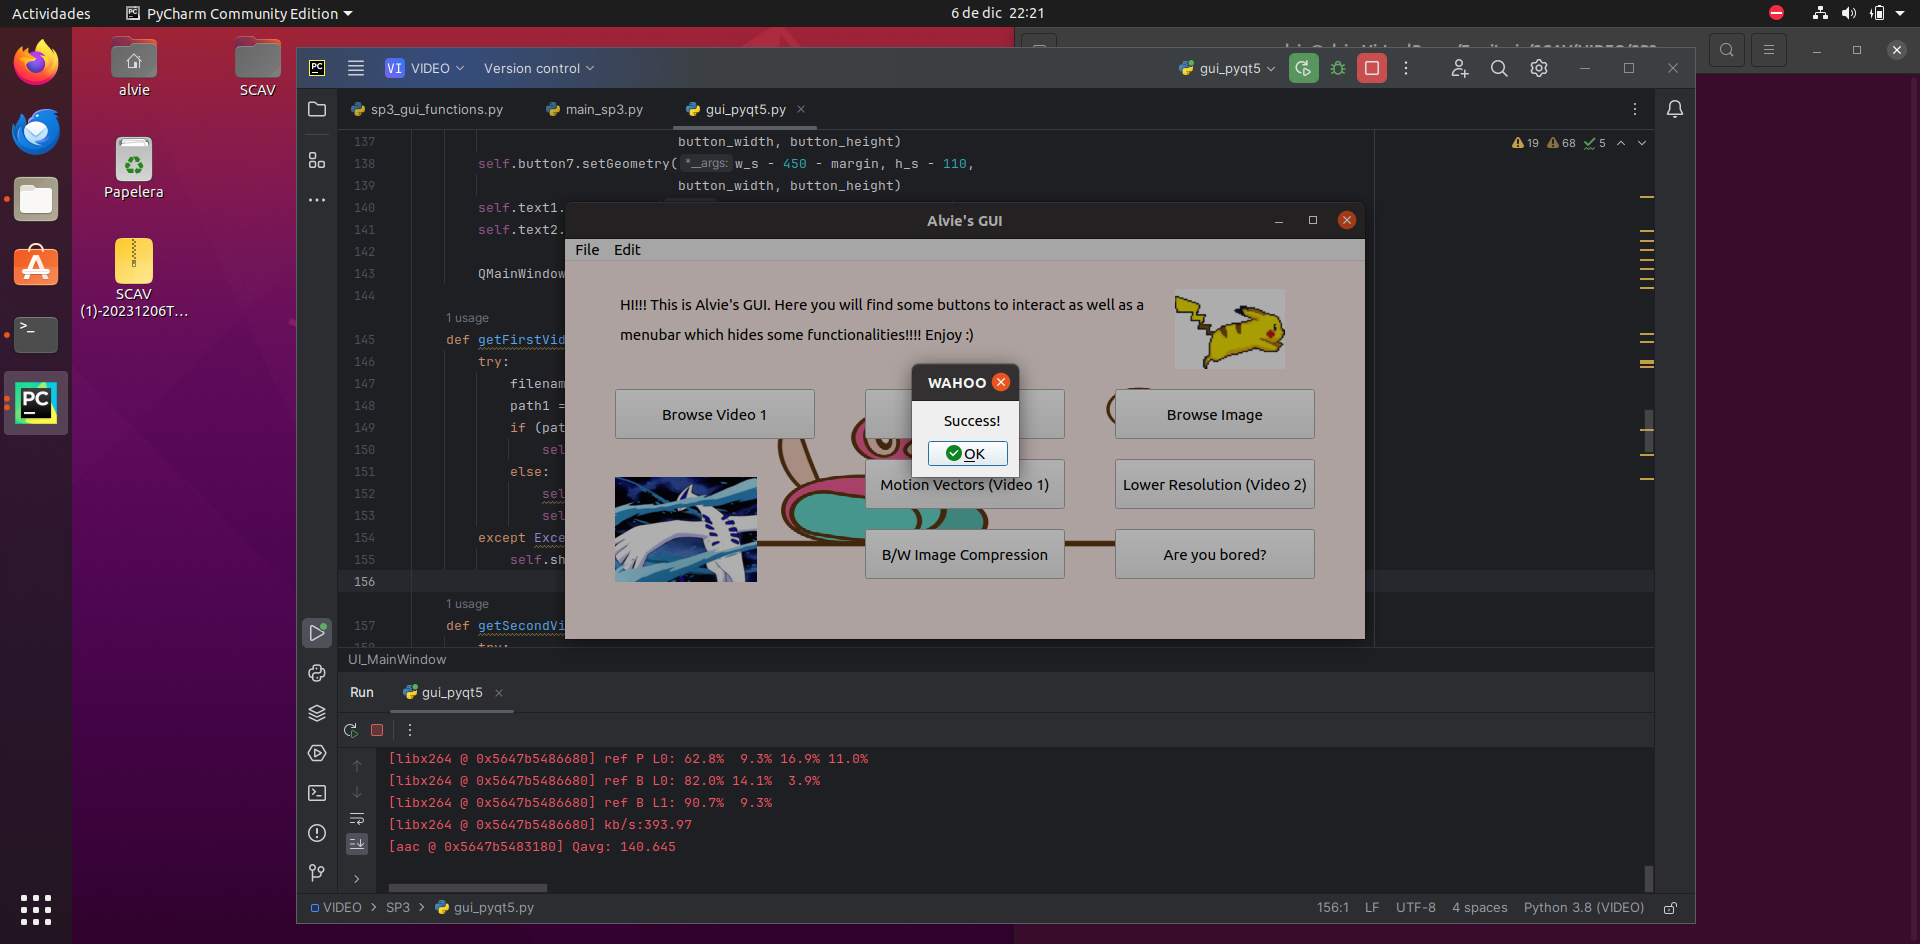 Actividades
PyCharm Community Edition
6 de dic 22:21
alvie
SCAV
Papelera
SCAV
(1)-20231206T...
VI VIDEO
Version control
gui_pyqt5
sp3_gui_functions.py
main_sp3.py
gui_pyqt5.py
19 68 5
137 button_width, button_height)
138 self.button7.setGeometry( *__args: w_s - 450 - margin, h_s - 110,
139 button_width, button_height)
140 self.text1.
141 self.text2.
142
143 QMainWindow
144
1 usage
145 def getFirstVid
146 try:
147 filenam
148 path1 =
149 if (pat
150 sel
151 else:
152 sel
153 sel
154 except Exce
155 self.sh
156
1 usage
157 def getSecondVi
158 try:
Alvie's GUI
File Edit
HI!!! This is Alvie's GUI. Here you will find some buttons to interact as well as a
menubar which hides some functionalities!!!! Enjoy :)
WAHOO
Success!
OK
Browse Video 1
Browse Image
Motion Vectors (Video 1)
Lower Resolution (Video 2)
B/W Image Compression
Are you bored?
UI_MainWindow
Run
gui_pyqt5
[libx264 @ 0x5647b5486680] ref P L0: 62.8% 9.3% 16.9% 11.0%
[libx264 @ 0x5647b5486680] ref B L0: 82.0% 14.1% 3.9%
[libx264 @ 0x5647b5486680] ref B L1: 90.7% 9.3%
[libx264 @ 0x5647b5486680] kb/s:393.97
[aac @ 0x5647b5483180] Qavg: 140.645
VIDEO > SP3 > gui_pyqt5.py
156:1 LF UTF-8 4 spaces Python 3.8 (VIDEO)